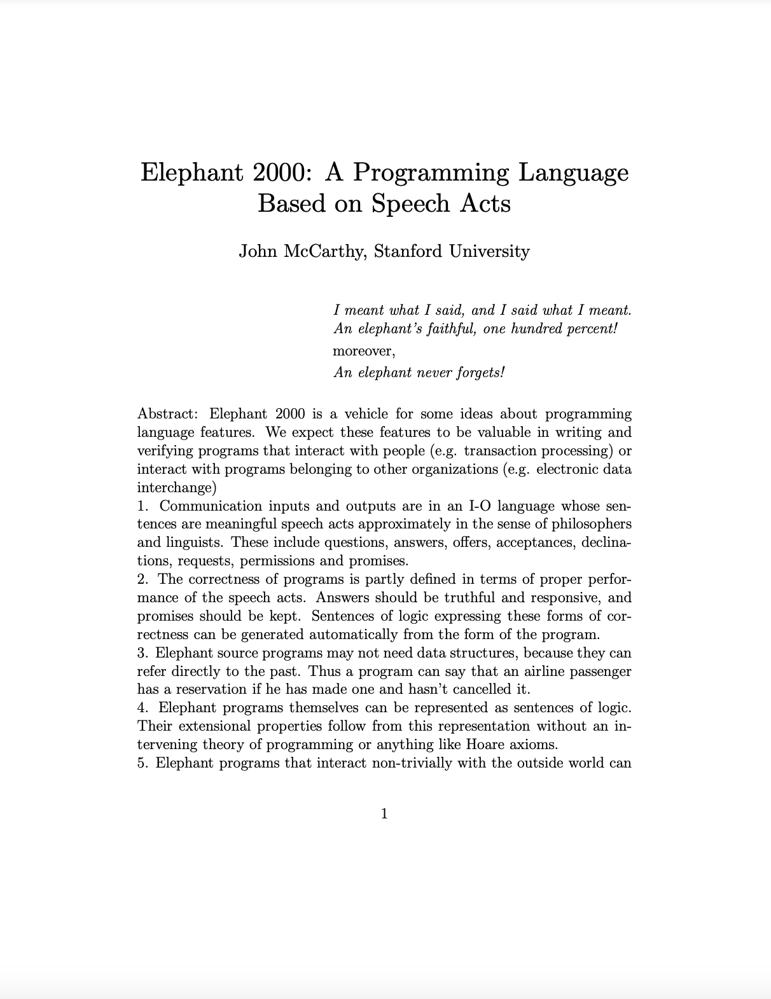 Elephant 2000: A Programming Language
Based on Speech Acts
John McCarthy, Stanford University
I meant what I said, and I said what I meant.
An elephant's faithful, one hundred percent!
moreover,
An elephant never forgets!
Abstract: Elephant 2000 is a vehicle for some ideas about programming
language features. We expect these features to be valuable in writing and
verifying programs that interact with people (e.g. transaction processing) or
interact with programs belonging to other organizations (e.g. electronic data
interchange)
1. Communication inputs and outputs are in an I-O language whose sen-
tences are meaningful speech acts approximately in the sense of philosophers
and linguists. These include questions, answers, offers, acceptances, declina-
tions, requests, permissions and promises.
2. The correctness of programs is partly defined in terms of proper perfor-
mance of the speech acts. Answers should be truthful and responsive, and
promises should be kept. Sentences of logic expressing these forms of cor-
rectness can be generated automatically from the form of the program.
3. Elephant source programs may not need data structures, because they can
refer directly to the past. Thus a program can say that an airline passenger
has a reservation if he has made one and hasn't cancelled it.
4. Elephant programs themselves can be represented as sentences of logic.
Their extensional properties follow from this representation without an in-
tervening theory of programming or anything like Hoare axioms.
5. Elephant programs that interact non-trivially with the outside world can
1